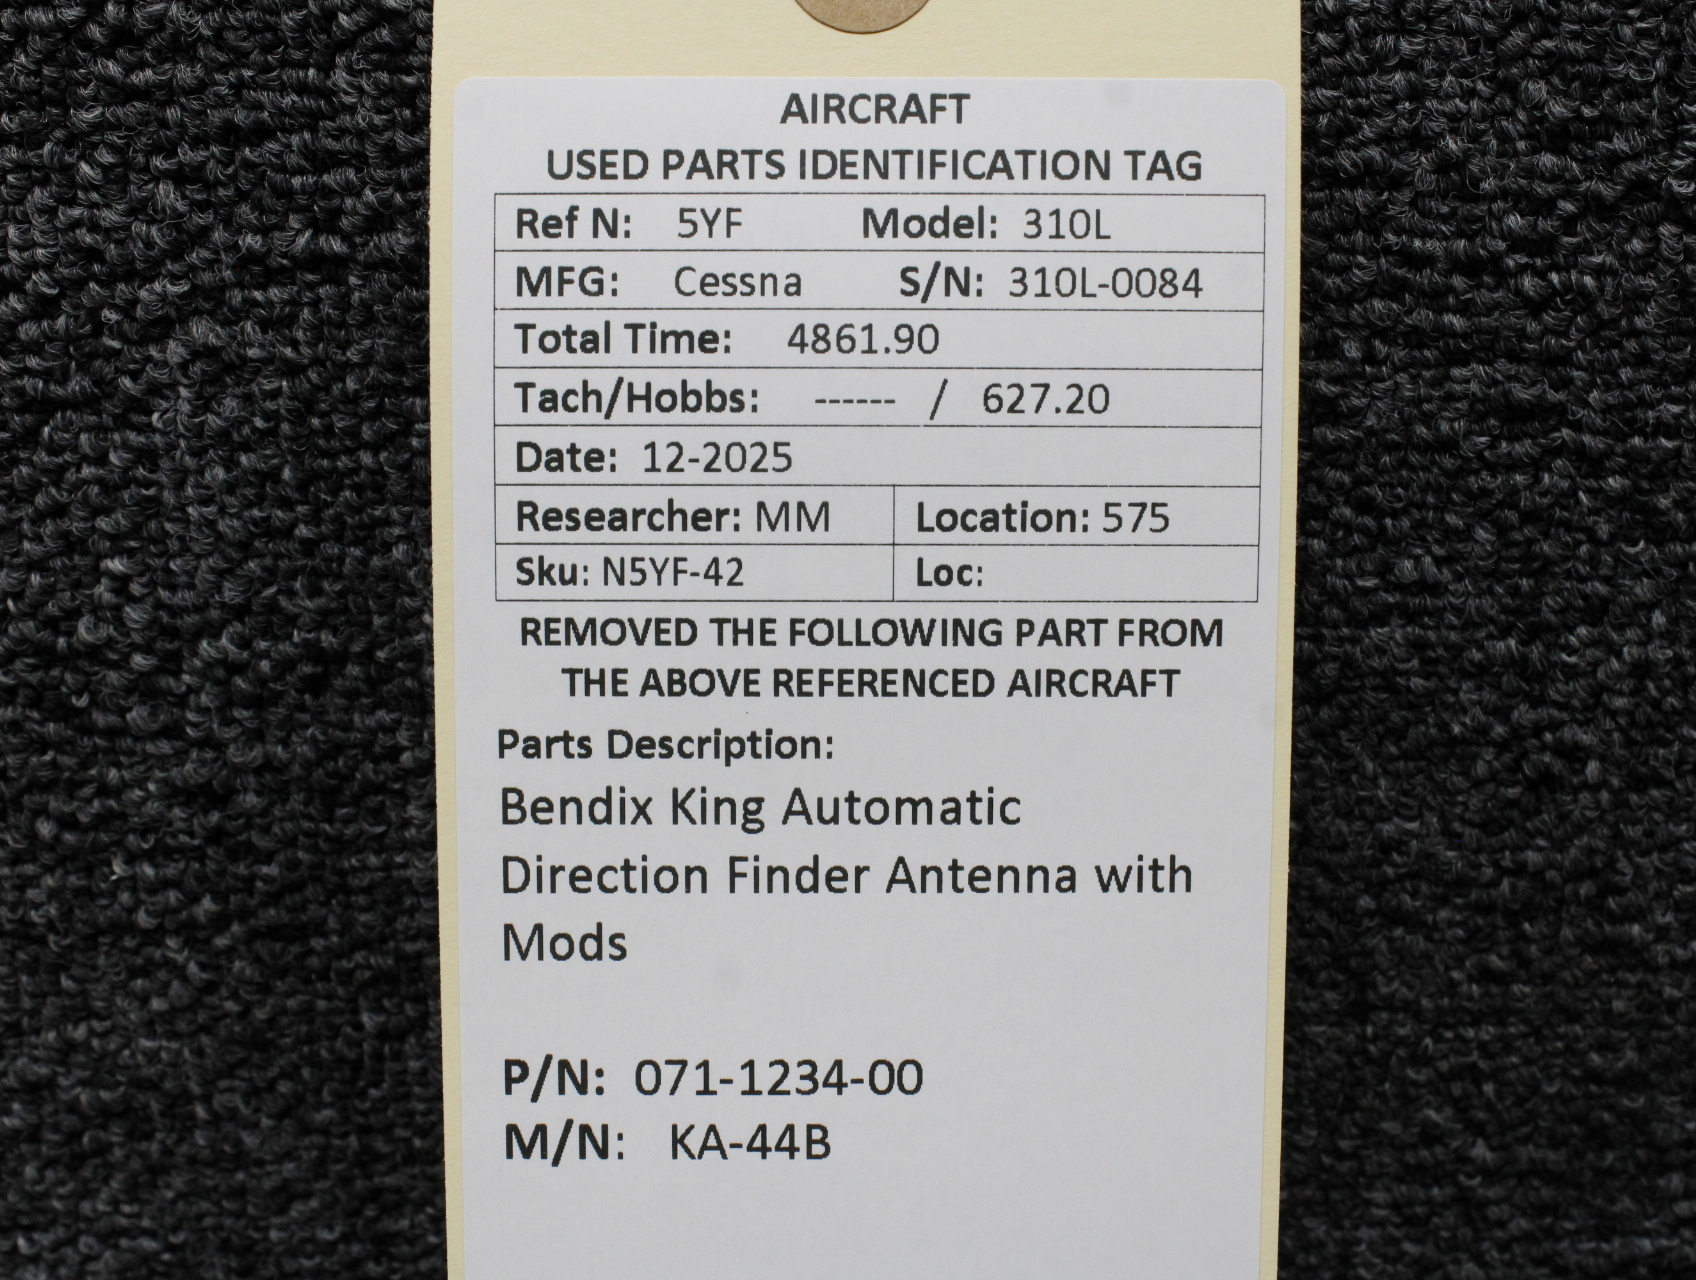 AIRCRAFT
USED PARTS IDENTIFICATION TAG
Ref N: 5YF Model: 310L
MFG: Cessna S/N: 310L-0084
Total Time: 4861.90
Tach/Hobbs: ------ / 627.20
Date: 12-2025
Researcher: MM Location: 575
Sku: N5YF-42 Loc:
REMOVED THE FOLLOWING PART FROM
THE ABOVE REFERENCED AIRCRAFT
Parts Description:
Bendix King Automatic
Direction Finder Antenna with
Mods
P/N: 071-1234-00
M/N: KA-44B